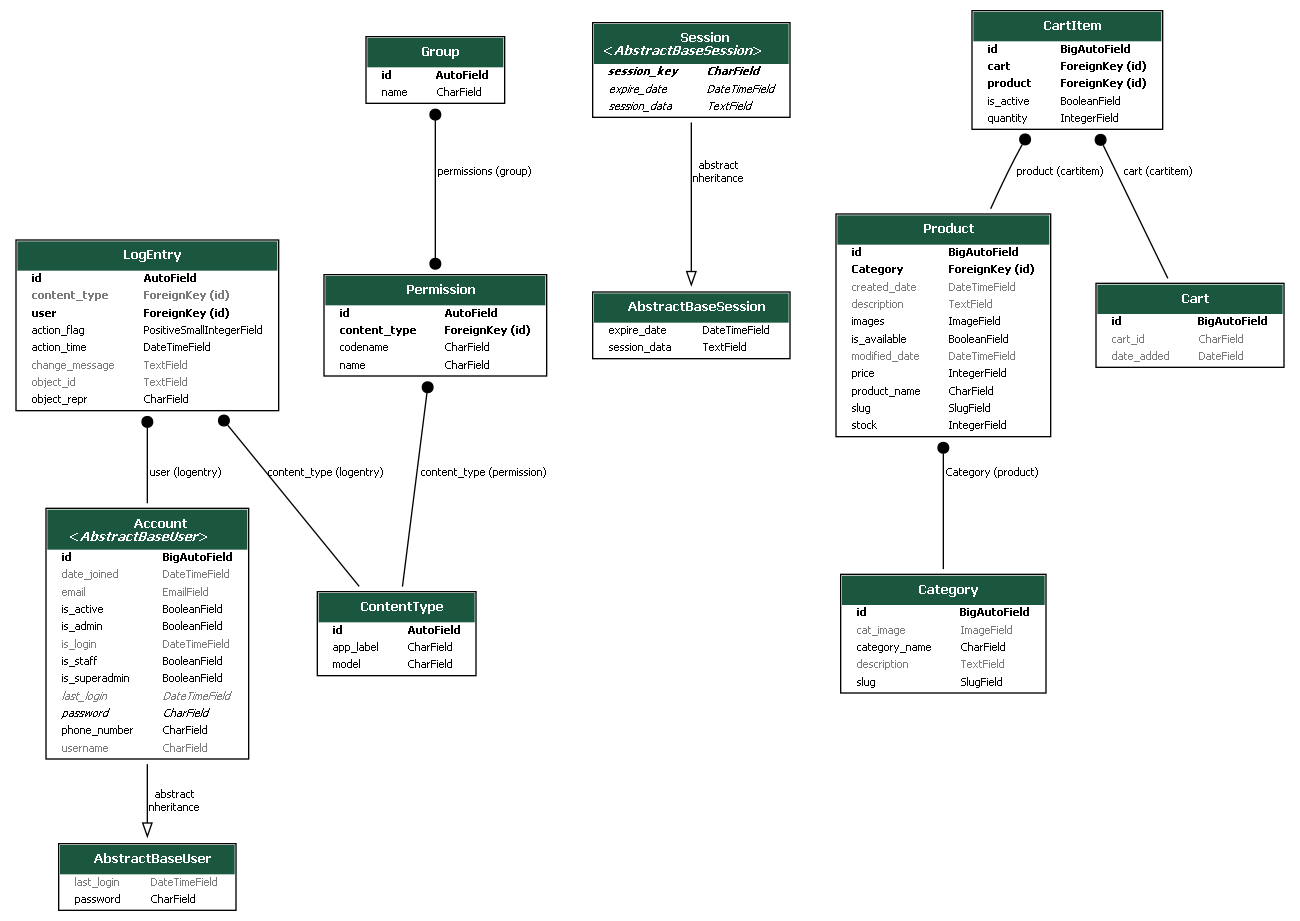 Group
id AutoField
name CharField
permissions (group)
Session
<AbstractBaseSession>
session_key CharField
expire_date DateTimeField
session_data TextField
abstract
nheritance
AbstractBaseSession
expire_date DateTimeField
session_data TextField
CartItem
id BigAutoField
cart ForeignKey (id)
product ForeignKey (id)
is_active BooleanField
quantity IntegerField
product (cartitem)
cart (cartitem)
LogEntry
id AutoField
content_type ForeignKey (id)
user ForeignKey (id)
action_flag PositiveSmallIntegerField
action_time DateTimeField
change_message TextField
object_id TextField
object_repr CharField
user (logentry)
content_type (logentry)
Permission
id AutoField
content_type ForeignKey (id)
codename CharField
name CharField
content_type (permission)
Product
id BigAutoField
Category ForeignKey (id)
created_date DateTimeField
description TextField
images ImageField
is_available BooleanField
modified_date DateTimeField
price IntegerField
product_name CharField
slug SlugField
stock IntegerField
Category (product)
Cart
id BigAutoField
cart_id CharField
date_added DateField
Account
<AbstractBaseUser>
id BigAutoField
date_joined DateTimeField
email EmailField
is_active BooleanField
is_admin BooleanField
is_login DateTimeField
is_staff BooleanField
is_superadmin BooleanField
last_login DateTimeField
password CharField
phone_number CharField
username CharField
abstract
nheritance
AbstractBaseUser
last_login DateTimeField
password CharField
ContentType
id AutoField
app_label CharField
model CharField
Category
id BigAutoField
cat_image ImageField
category_name CharField
description TextField
slug SlugField